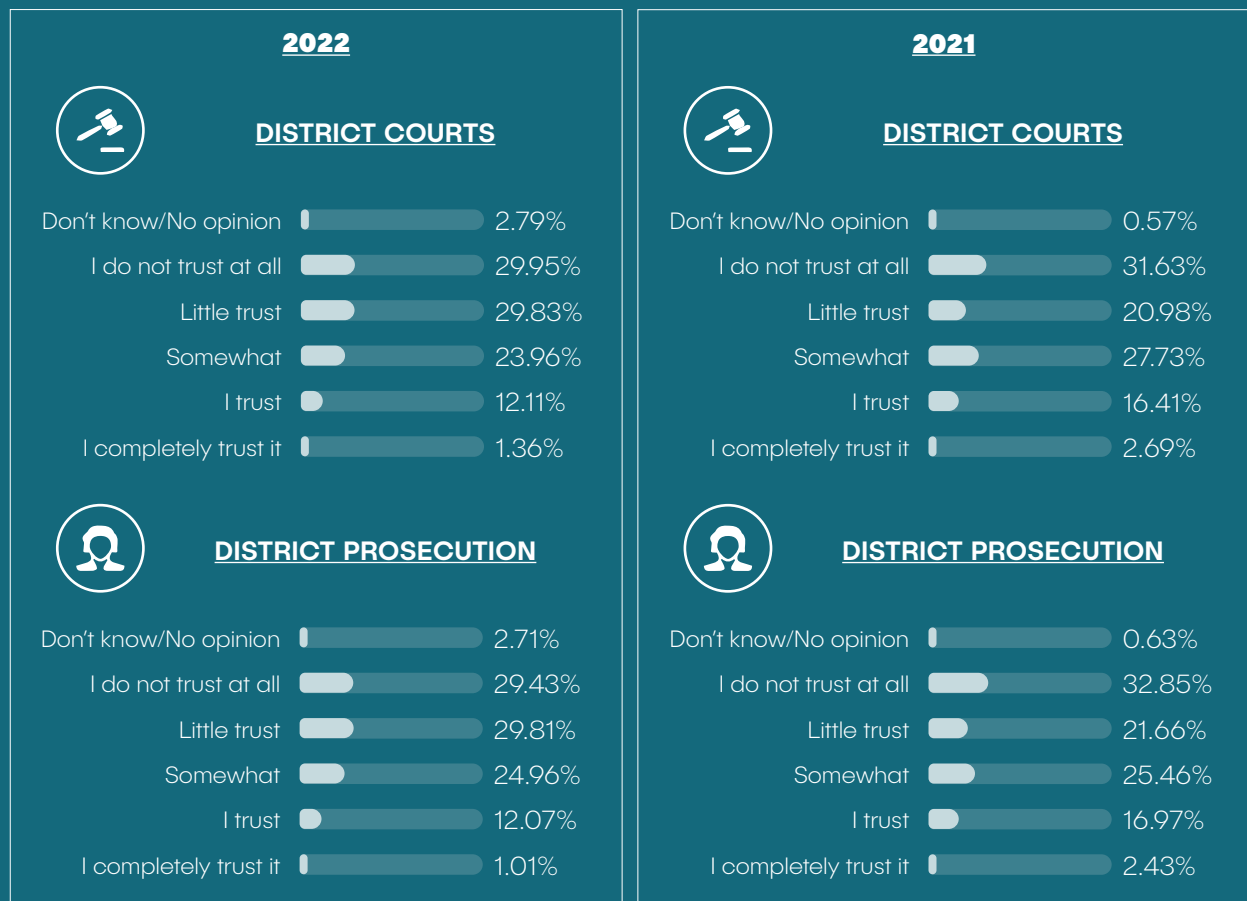 2022
DISTRICT COURTS
Don't know/No opinion 2.79%
I do not trust at all 29.95%
Little trust 29.83%
Somewhat 23.96%
I trust 12.11%
I completely trust it 1.36%
DISTRICT PROSECUTION
Don't know/No opinion 2.71%
I do not trust at all 29.43%
Little trust 29.81%
Somewhat 24.96%
I trust 12.07%
I completely trust it 1.01%
2021
DISTRICT COURTS
Don't know/No opinion 0.57%
I do not trust at all 31.63%
Little trust 20.98%
Somewhat 27.73%
I trust 16.41%
I completely trust it 2.69%
DISTRICT PROSECUTION
Don't know/No opinion 0.63%
I do not trust at all 32.85%
Little trust 21.66%
Somewhat 25.46%
I trust 16.97%
I completely trust it 2.43%